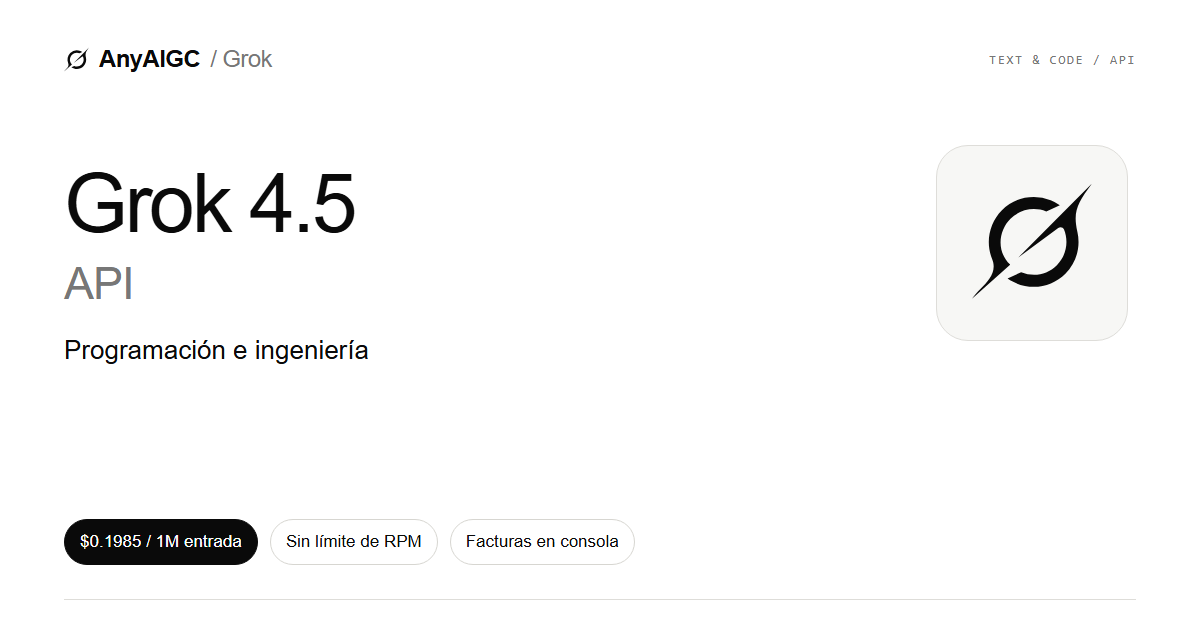 AnyAIGC / Grok
TEXT & CODE / API
Grok 4.5
API
Programación e ingeniería
$0.1985 / 1M entrada
Sin límite de RPM
Facturas en consola